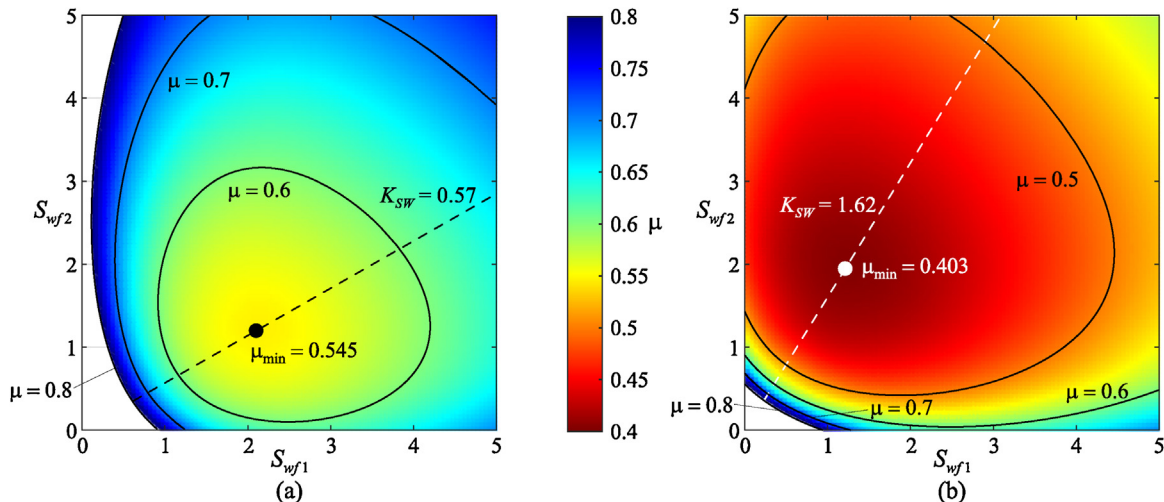 5
4
3
S_wf2
2
1
0
μ = 0.7
μ = 0.6
K_SW = 0.57
μ_min = 0.545
μ = 0.8
0 1 2 3 4 5
S_wf1
(a)
0.8
0.75
0.7
0.65
μ
0.6
0.55
0.5
0.45
0.4
(b)
5
4
3
S_wf2
2
1
0
μ = 0.5
K_SW = 1.62
μ_min = 0.403
μ = 0.6
μ = 0.8
μ = 0.7
0 1 2 3 4 5
S_wf1